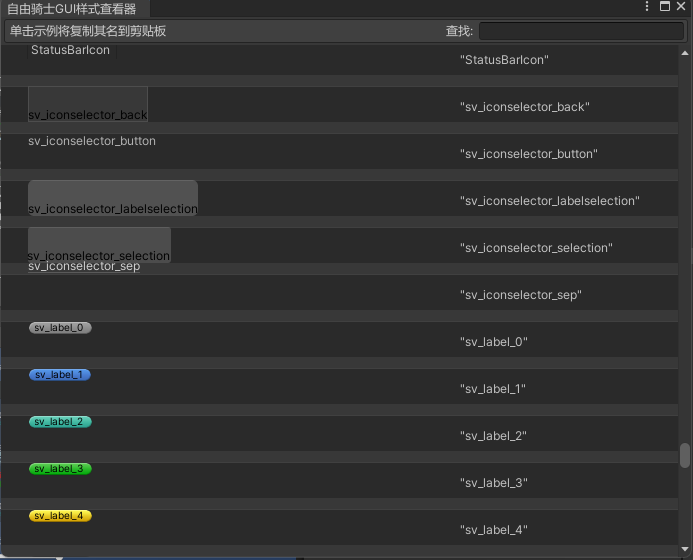 自由骑士GUI样式查看器
单击示例将复制其名到剪贴板 查找:
StatusBarIcon "StatusBarIcon"
sv_iconselector_back "sv_iconselector_back"
sv_iconselector_button "sv_iconselector_button"
sv_iconselector_labelselection "sv_iconselector_labelselection"
sv_iconselector_selection "sv_iconselector_selection"
sv_iconselector_sep "sv_iconselector_sep"
sv_label_0 "sv_label_0"
sv_label_1 "sv_label_1"
sv_label_2 "sv_label_2"
sv_label_3 "sv_label_3"
sv_label_4 "sv_label_4"